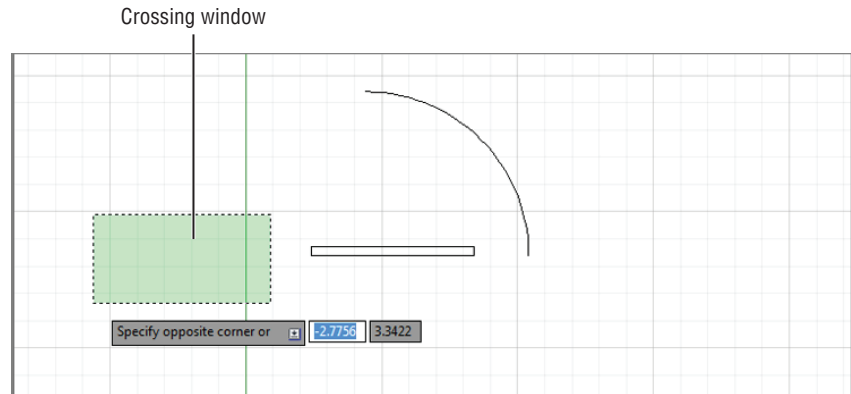 Crossing window
Specify opposite corner or -2.7756 3.3422